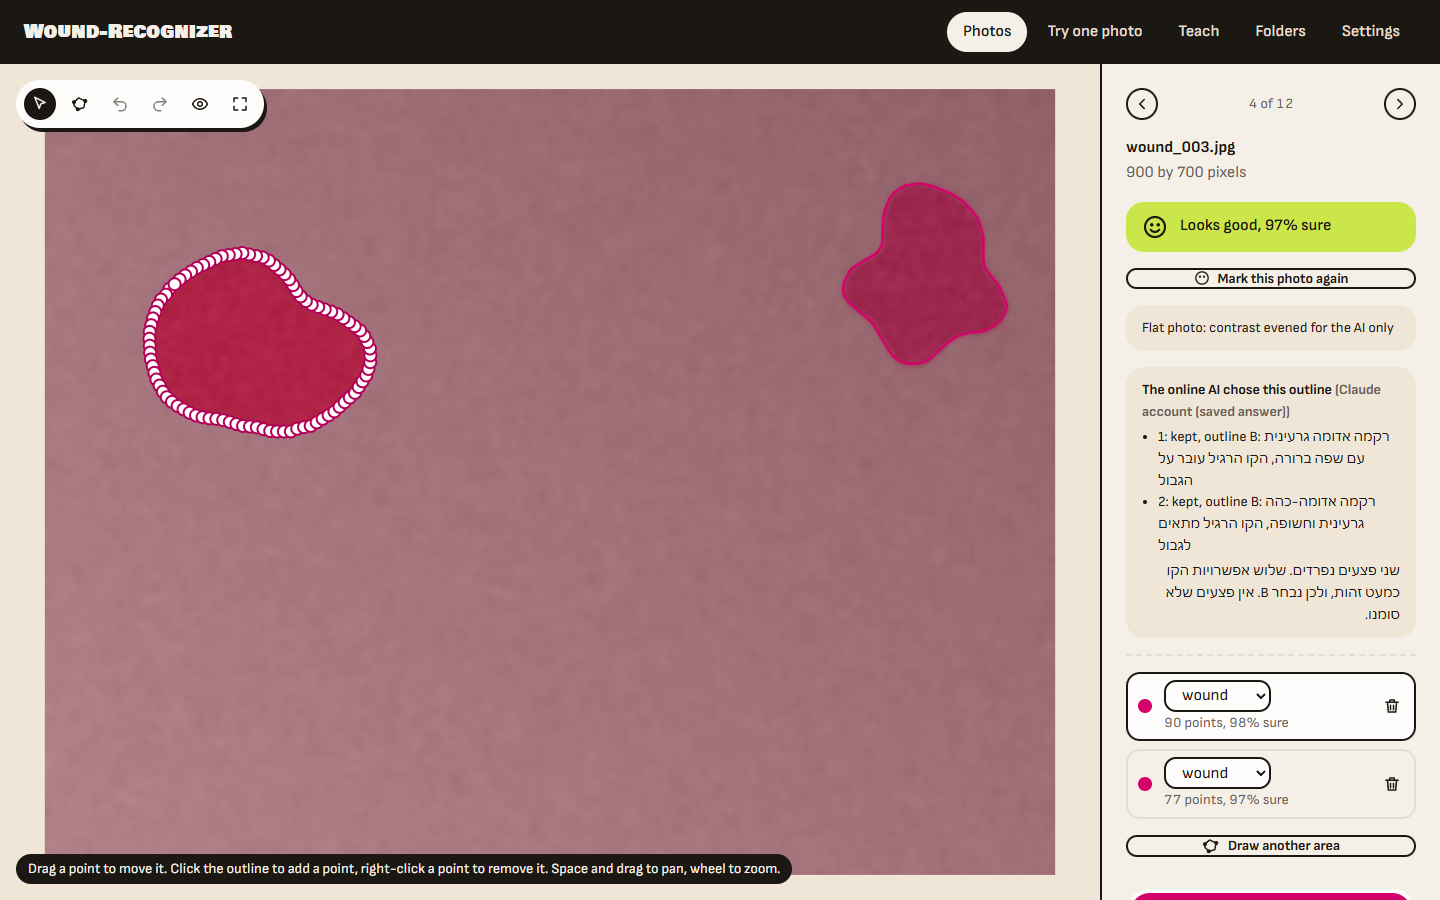 Wound-Recognizer
Photos
Try one photo
Teach
Folders
Settings
4 of 12
wound_003.jpg
900 by 700 pixels
Looks good, 97% sure
Mark this photo again
Flat photo: contrast evened for the AI only
The online AI chose this outline (Claude
account (saved answer))
1: kept, outline B: רקמה אדומה גרעינית
עם שפה ברורה, הקו הרגיל עובר על
הגבול
2: kept, outline B: רקמה אדומה-כהה
גרעינית וחשופה, הקו הרגיל מתאים
לגבול
שני פצעים נפרדים. שלוש אפשרויות הקו
כמעט זהות, ולכן נבחר B. אין פצעים שלא
סומנו.
wound
90 points, 98% sure
wound
77 points, 97% sure
Draw another area
Drag a point to move it. Click the outline to add a point, right-click a point to remove it. Space and drag to pan, wheel to zoom.